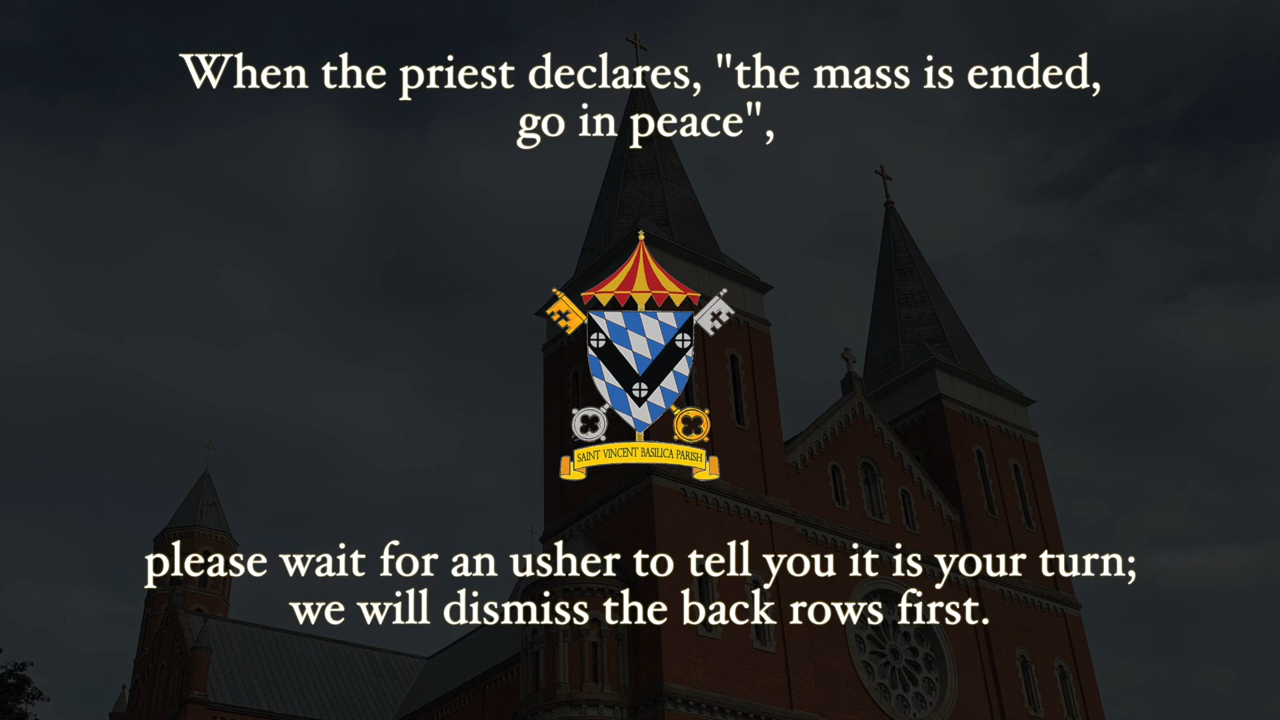 When the priest declares, "the mass is ended,
go in peace",
SAINT VINCENT BASILICA PARISH
please wait for an usher to tell you it is your turn;
we will dismiss the back rows first.